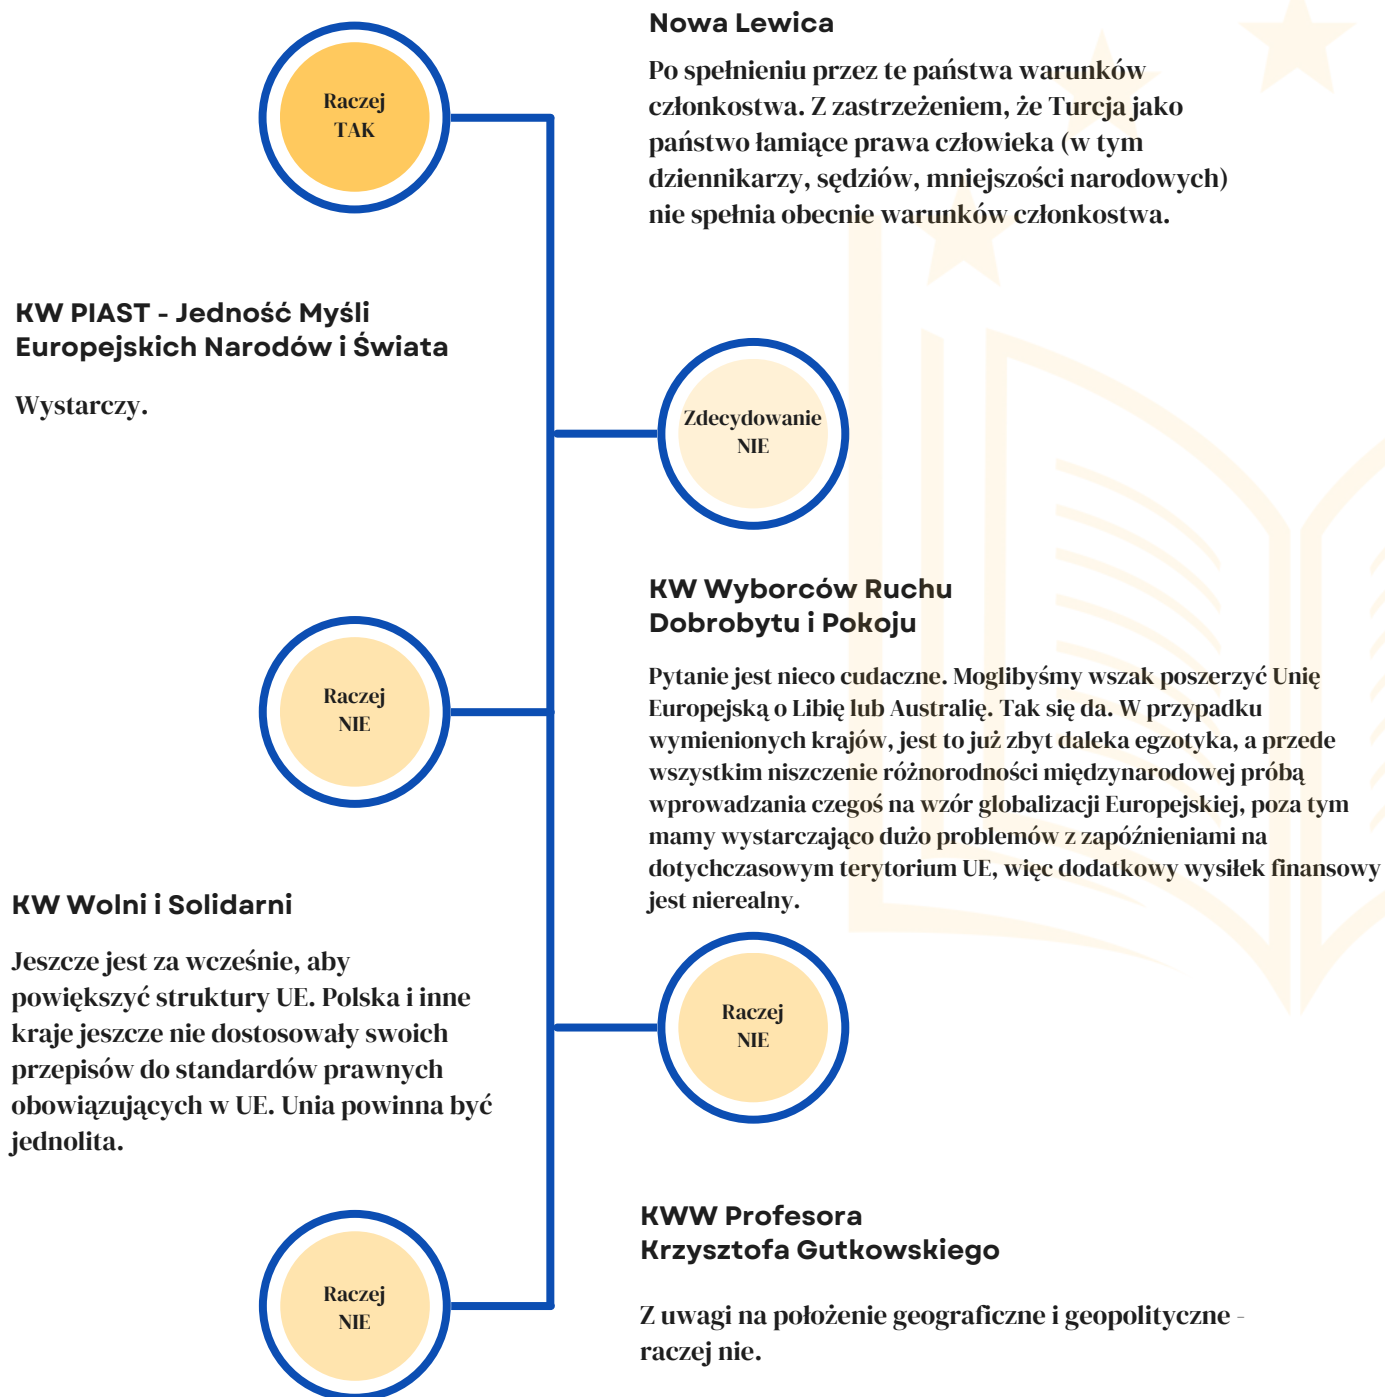 Raczej
TAK
Nowa Lewica
Po spełnieniu przez te państwa warunków
członkostwa. Z zastrzeżeniem, że Turcja jako
państwo łamiące prawa człowieka (w tym
dziennikarzy, sędziów, mniejszości narodowych)
nie spełnia obecnie warunków członkostwa.
KW PIAST - Jedność Myśli
Europejskich Narodów i Świata
Wystarczy.
Zdecydowanie
NIE
Raczej
NIE
KW Wyborców Ruchu
Dobrobytu i Pokoju
Pytanie jest nieco cudaczne. Moglibyśmy wszak poszerzyć Unię
Europejską o Libię lub Australię. Tak się da. W przypadku
wymienionych krajów, jest to już zbyt daleka egzotyka, a przede
wszystkim niszczenie różnorodności międzynarodowej próbą
wprowadzania czegoś na wzór globalizacji Europejskiej, poza tym
mamy wystarczająco dużo problemów z zapóźnieniami na
dotychczasowym terytorium UE, więc dodatkowy wysiłek finansowy
jest nierealny.
KW Wolni i Solidarni
Jeszcze jest za wcześnie, aby
powiększyć struktury UE. Polska i inne
kraje jeszcze nie dostosowały swoich
przepisów do standardów prawnych
obowiązujących w UE. Unia powinna być
jednolita.
Raczej
NIE
Raczej
NIE
KWW Profesora
Krzysztofa Gutkowskiego
Z uwagi na położenie geograficzne i geopolityczne -
raczej nie.